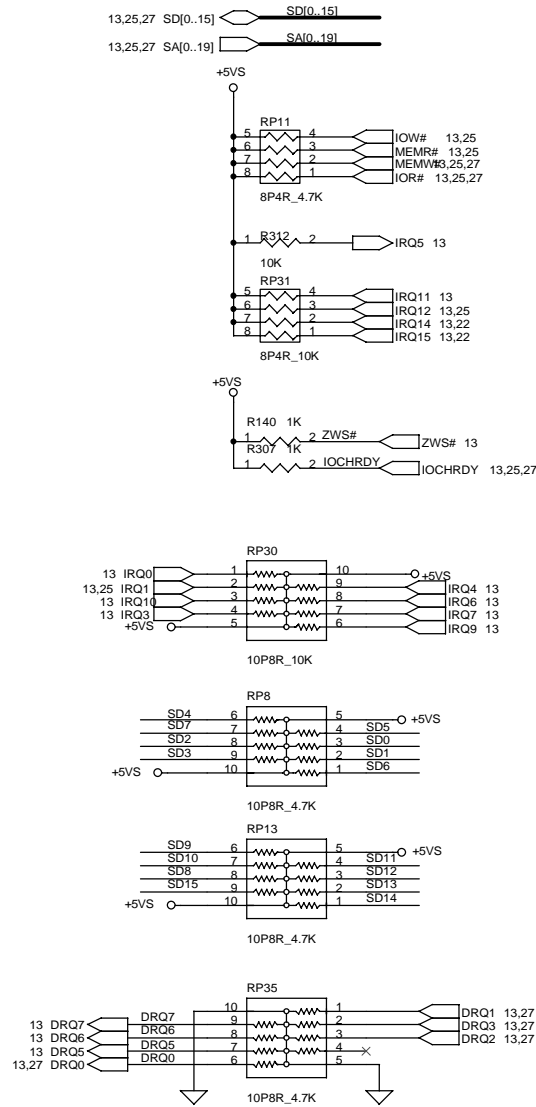 13,25,27 SD[0..15] SD[0..15]
13,25,27 SA[0..19] SA[0..19]
+5VS
RP11
5 4 IOW# 13,25
6 3 MEMR# 13,25
7 2 MEMW# 13,25,27
8 1 IOR# 13,25,27
8P4R_4.7K
R312
1 2 IRQ5 13
10K
RP31
5 4 IRQ11 13
6 3 IRQ12 13,25
7 2 IRQ14 13,22
8 1 IRQ15 13,22
8P4R_10K
+5VS
R140 1K
1 2 ZWS# ZWS# 13
R307 1K
1 2 IOCHRDY IOCHRDY 13,25,27
RP30
13 IRQ0 1 10 +5VS
13,25 IRQ1 2 9 IRQ4 13
13 IRQ10 3 8 IRQ6 13
13 IRQ3 4 7 IRQ7 13
+5VS 5 6 IRQ9 13
10P8R_10K
RP8
SD4 6 5 +5VS
SD7 7 4 SD5
SD2 8 3 SD0
SD3 9 2 SD1
+5VS 10 1 SD6
10P8R_4.7K
RP13
SD9 6 5 +5VS
SD10 7 4 SD11
SD8 8 3 SD12
SD15 9 2 SD13
+5VS 10 1 SD14
10P8R_4.7K
RP35
10 1 DRQ1 13,27
13 DRQ7 DRQ7 9 2 DRQ3 13,27
13 DRQ6 DRQ6 8 3 DRQ2 13,27
13 DRQ5 DRQ5 7 4
13,27 DRQ0 DRQ0 6 5
10P8R_4.7K